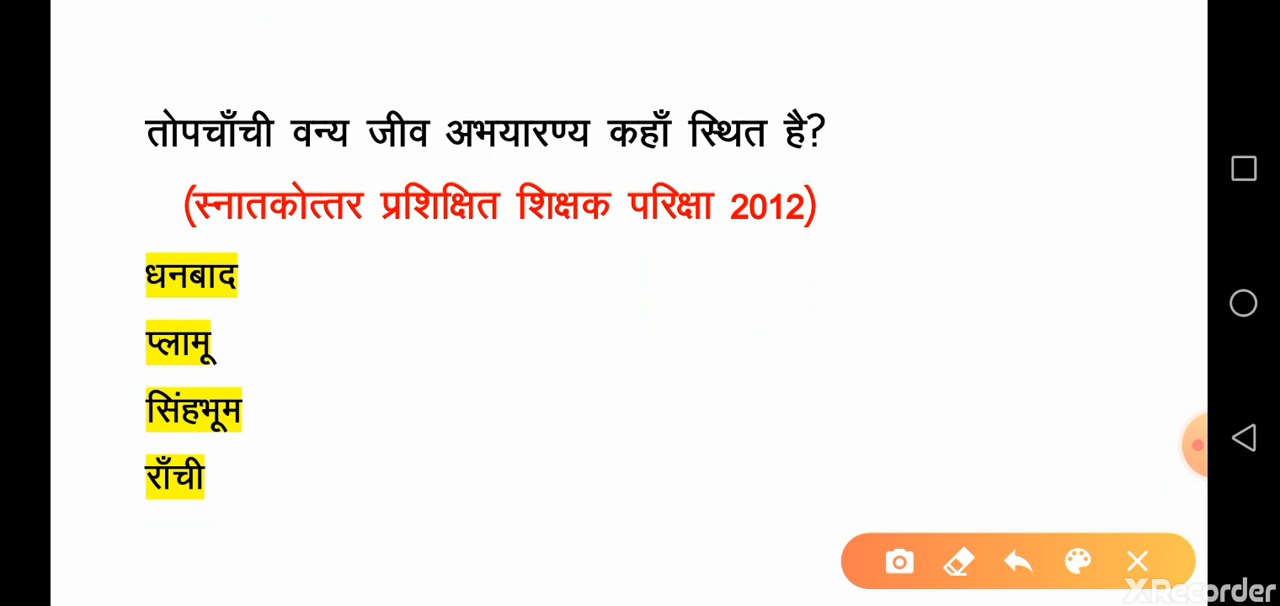 तोपचाँची वन्य जीव अभयारण्य कहाँ स्थित है?
(स्नातकोत्तर प्रशिक्षित शिक्षक परिक्षा 2012)
धनबाद
प्लामू
सिंहभूम
राँची
XRecorder